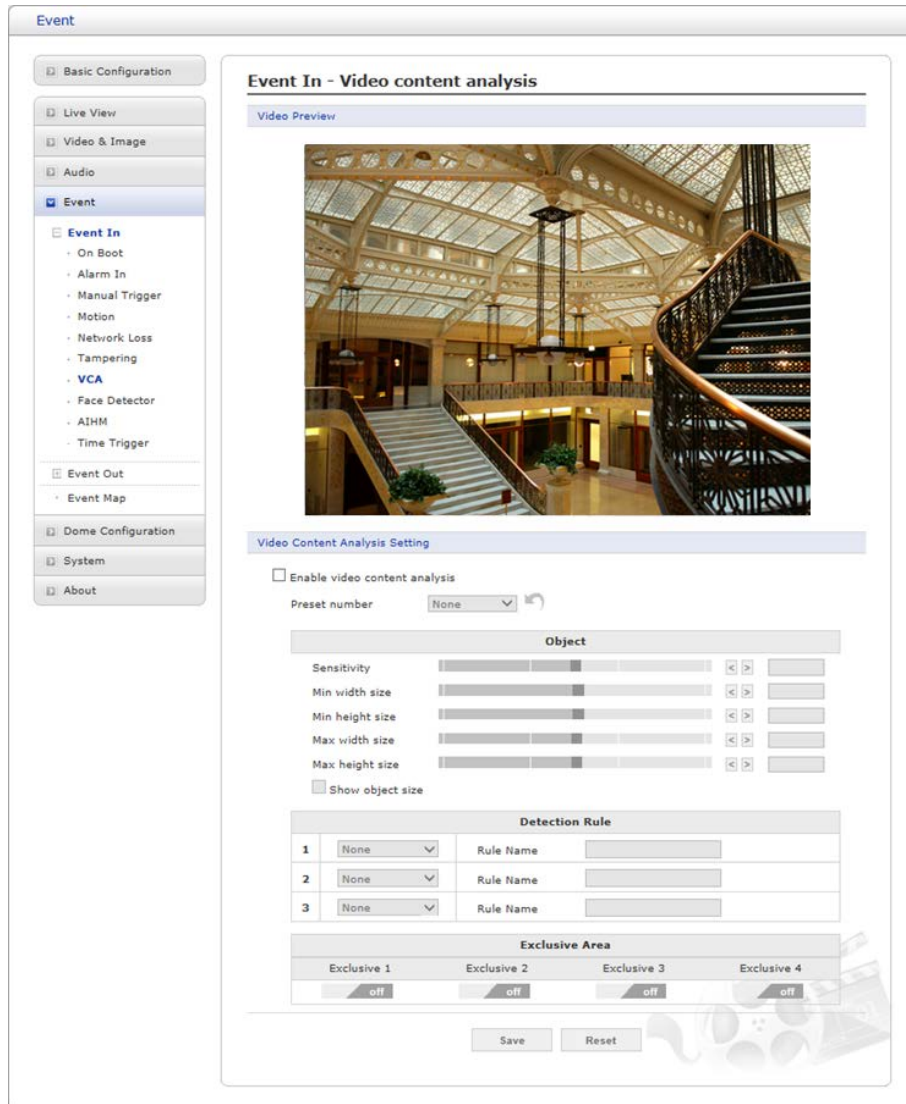 Event
Basic Configuration
Live View
Video & Image
Audio
Event
Event In
On Boot
Alarm In
Manual Trigger
Motion
Network Loss
Tampering
VCA
Face Detector
AIHM
Time Trigger
Event Out
Event Map
Dome Configuration
System
About
Event In - Video content analysis
Video Preview
Video Content Analysis Setting
Enable video content analysis
Preset number None
Object
Sensitivity < >
Min width size < >
Min height size < >
Max width size < >
Max height size < >
Show object size
Detection Rule
1 None Rule Name
2 None Rule Name
3 None Rule Name
Exclusive Area
Exclusive 1 Exclusive 2 Exclusive 3 Exclusive 4
off off off off
Save Reset